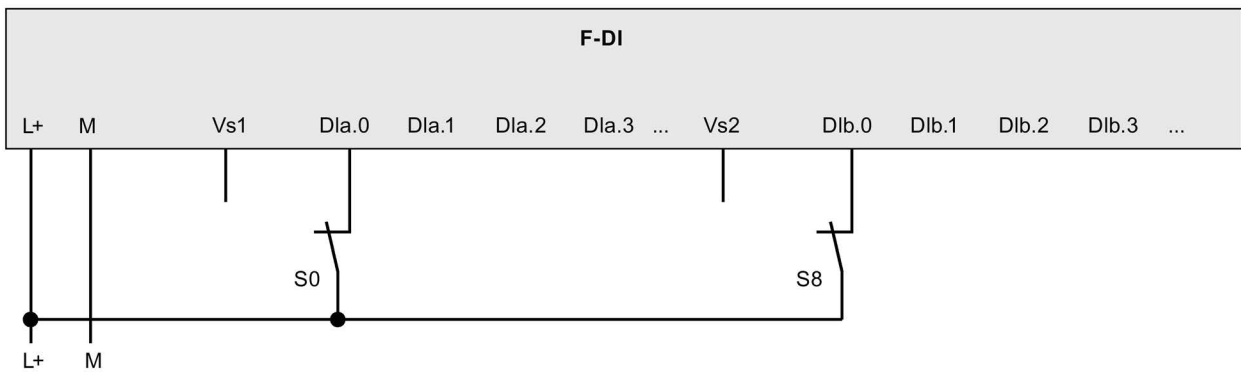 F-DI
L+ M Vs1 DIa.0 DIa.1 DIa.2 DIa.3 ... Vs2 DIb.0 DIb.1 DIb.2 DIb.3 ...
S0 S8
L+ M